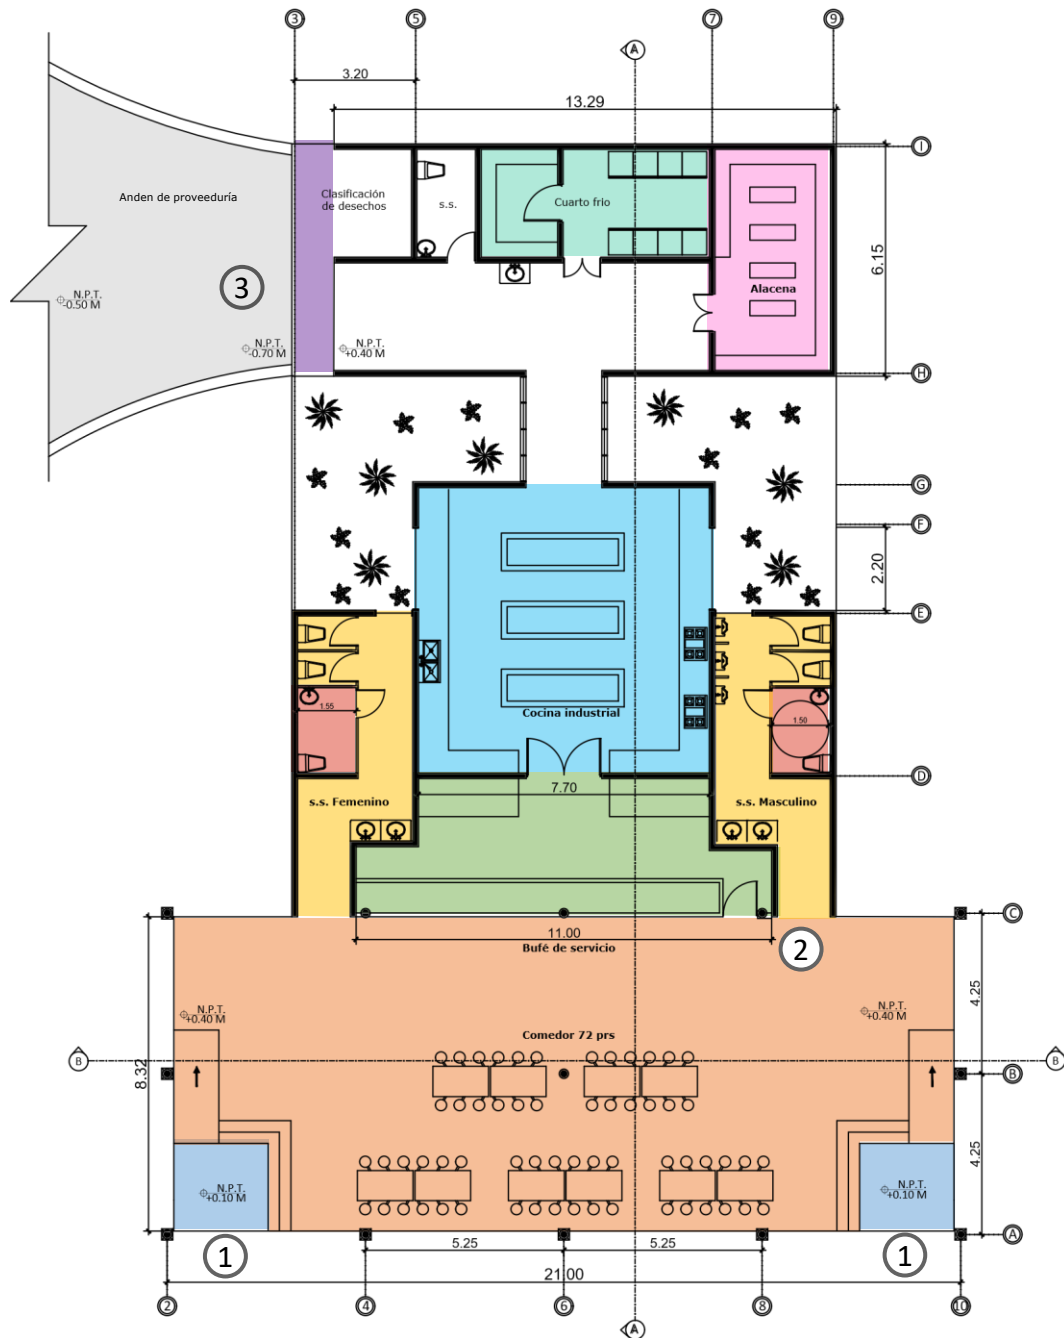 3
5
7
9
A
3.20
13.29
I
Anden de proveeduría
Clasificación
de desechos
s.s.
Cuarto frio
Alacena
6.15
3
N.P.T.
-0.50 M
N.P.T.
-0.70 M
N.P.T.
+0.40 M
H
G
F
2.20
E
1.55
1.50
Cocina industrial
D
7.70
s.s. Femenino
s.s. Masculino
C
11.00
Bufé de servicio
2
4.25
N.P.T.
+0.40 M
N.P.T.
+0.40 M
Comedor 72 prs
B
B
8.32
B
4.25
N.P.T.
+0.10 M
N.P.T.
+0.10 M
A
1
5.25
5.25
1
21.00
2
4
6
8
10
A